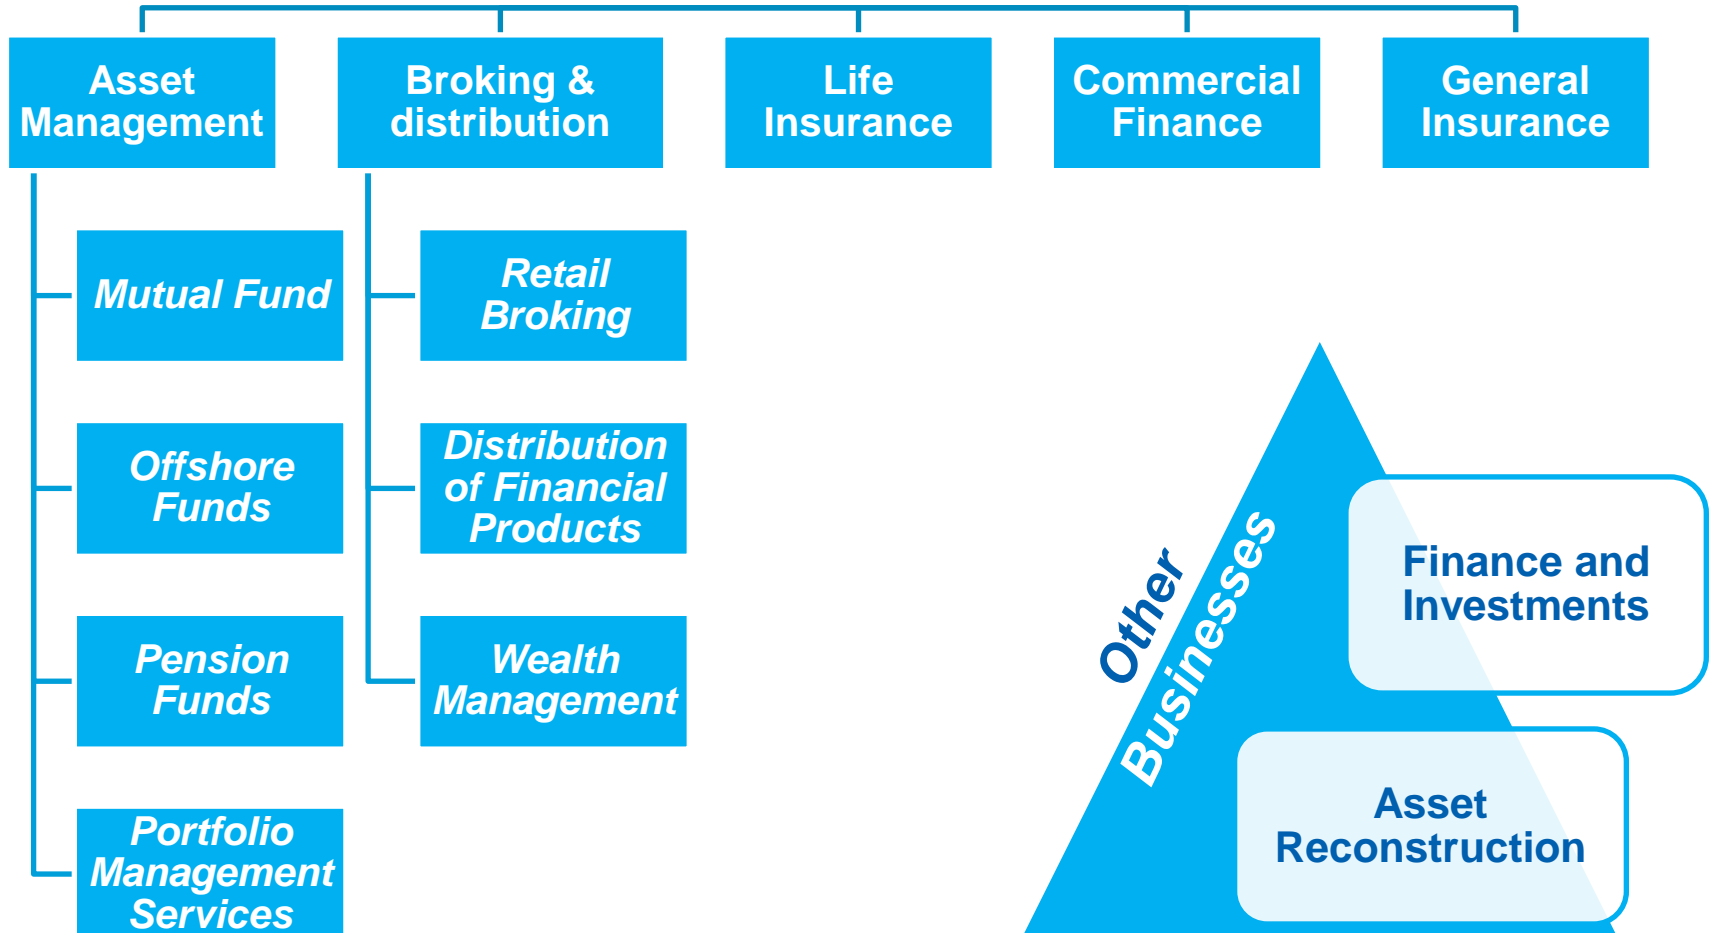 Asset
Management
Broking &
distribution
Life
Insurance
Commercial
Finance
General
Insurance
Mutual Fund
Offshore
Funds
Pension
Funds
Portfolio
Management
Services
Retail
Broking
Distribution
of Financial
Products
Wealth
Management
Other
Businesses
Finance and
Investments
Asset
Reconstruction